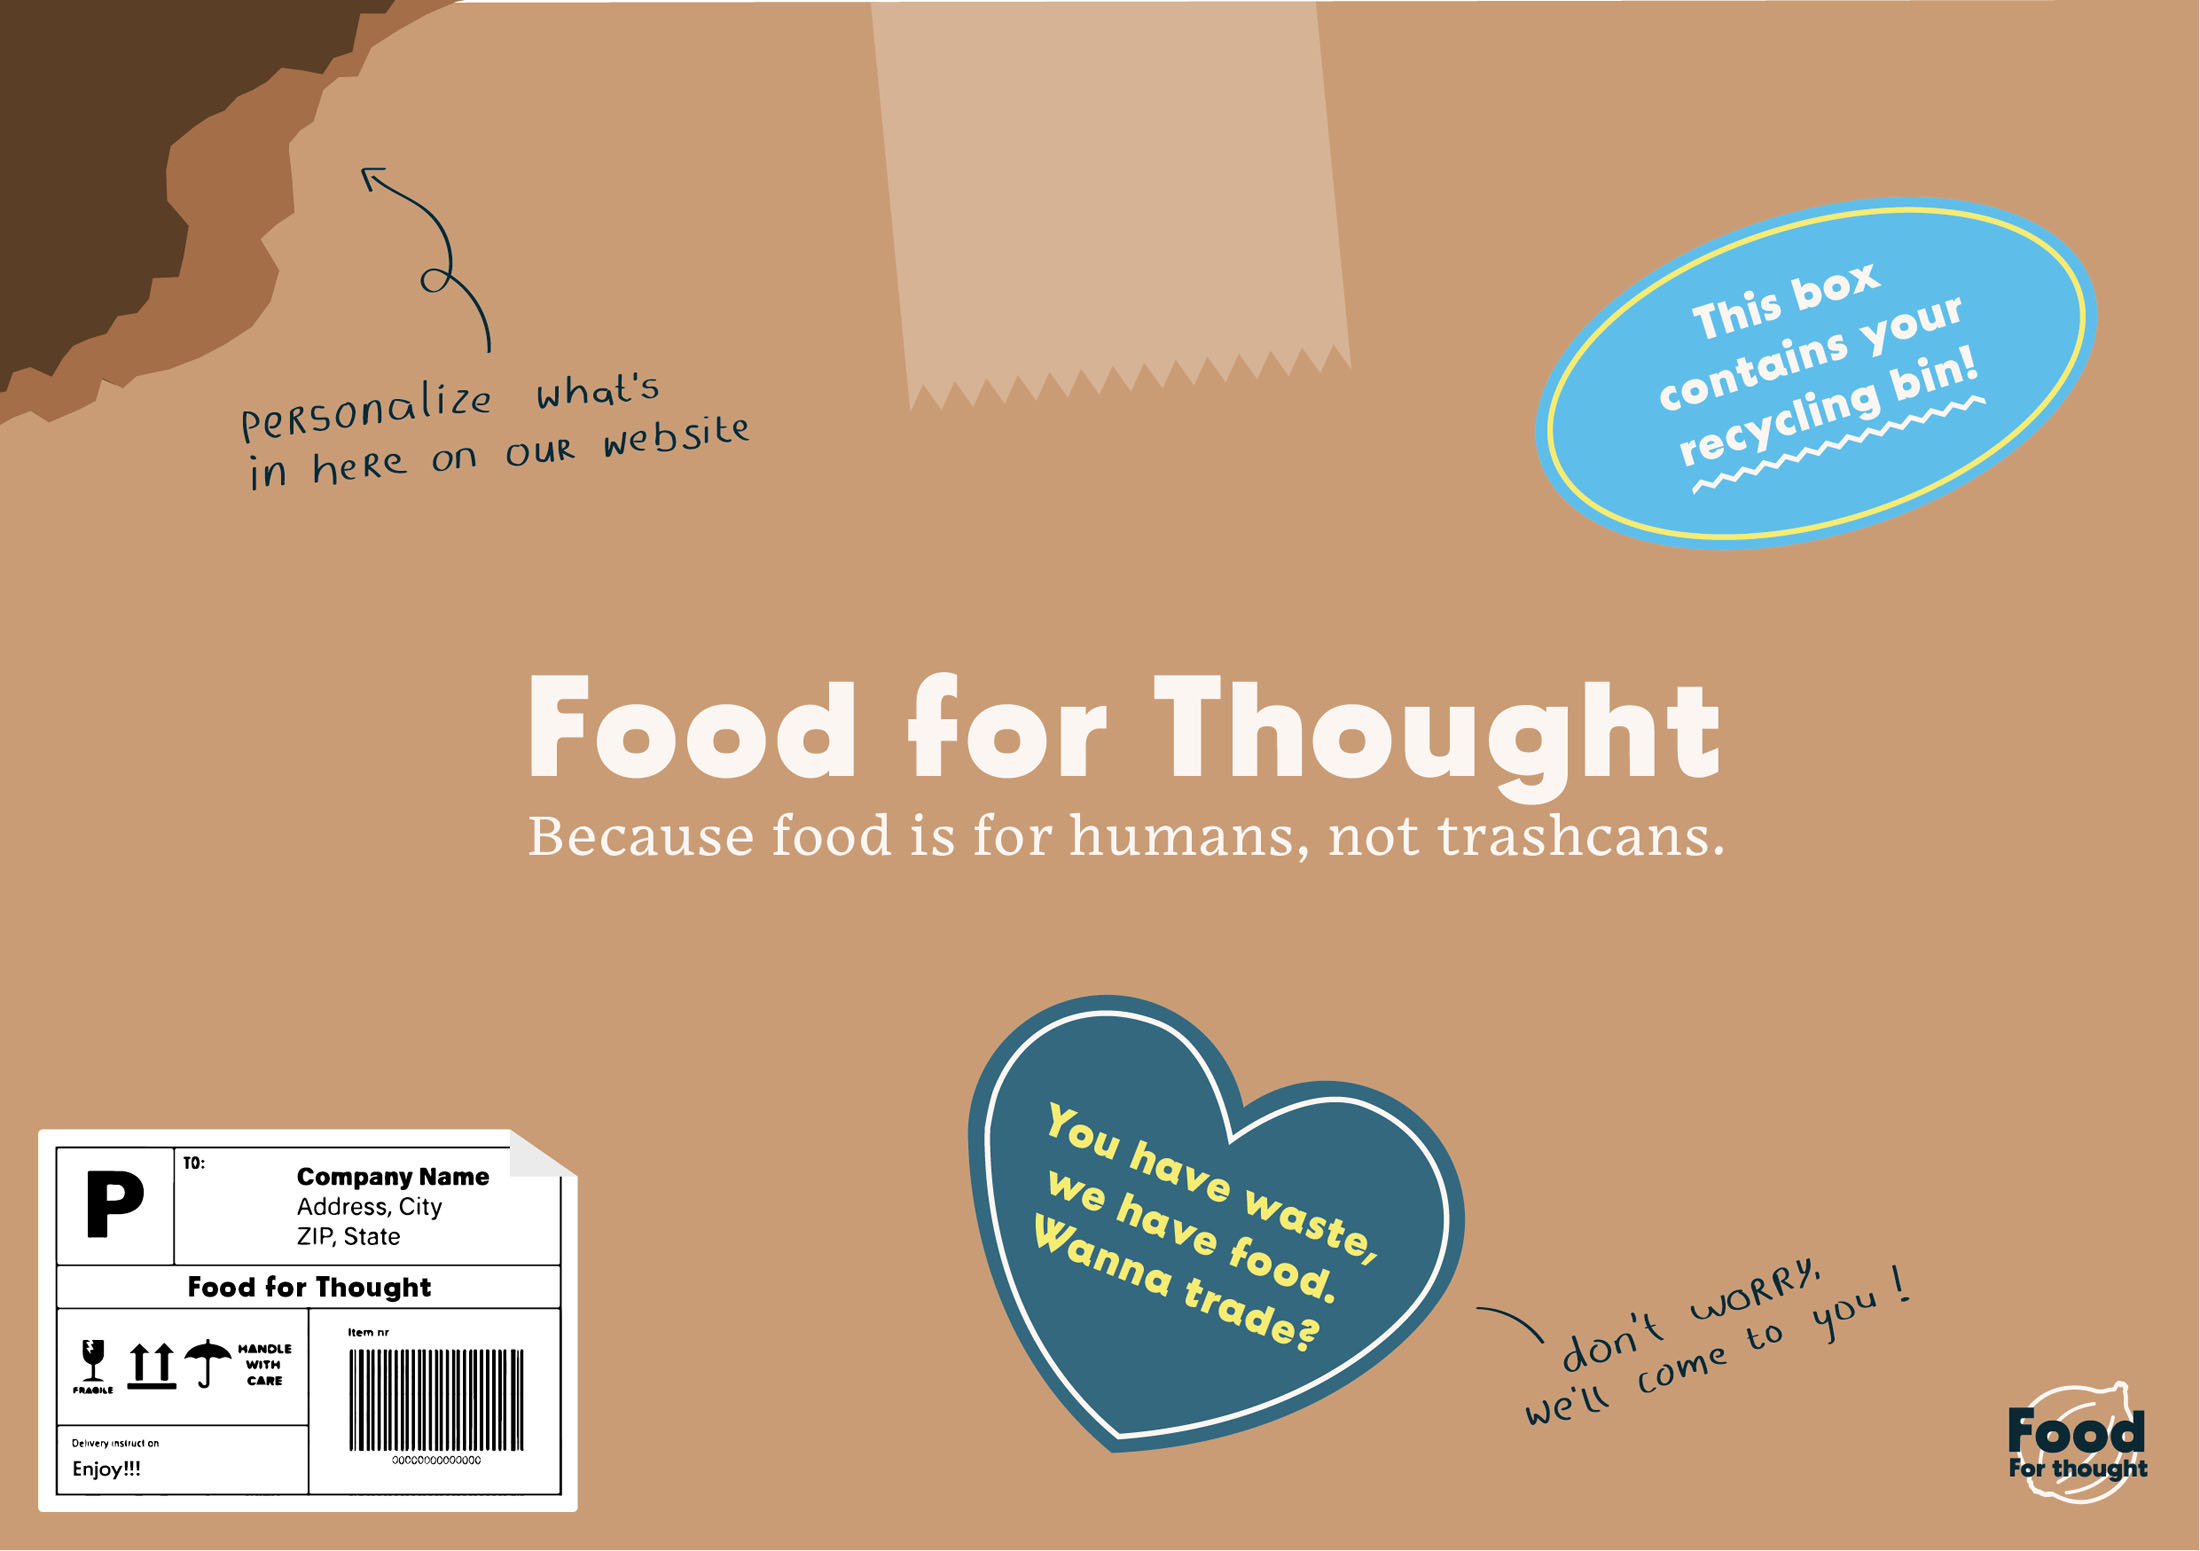 personalize what's
in here on our website
This box
contains your
recycling bin!
Food for Thought
Because food is for humans, not trashcans.
You have waste,
we have food.
Wanna trade?
don't worry,
we'll come to you !
P
TO:
Company Name
Address, City
ZIP, State
Food for Thought
FRAGILE
HANDLE
WITH
CARE
Item nr
00000000000000
Delivery instruct on
Enjoy!!!
Food
For thought